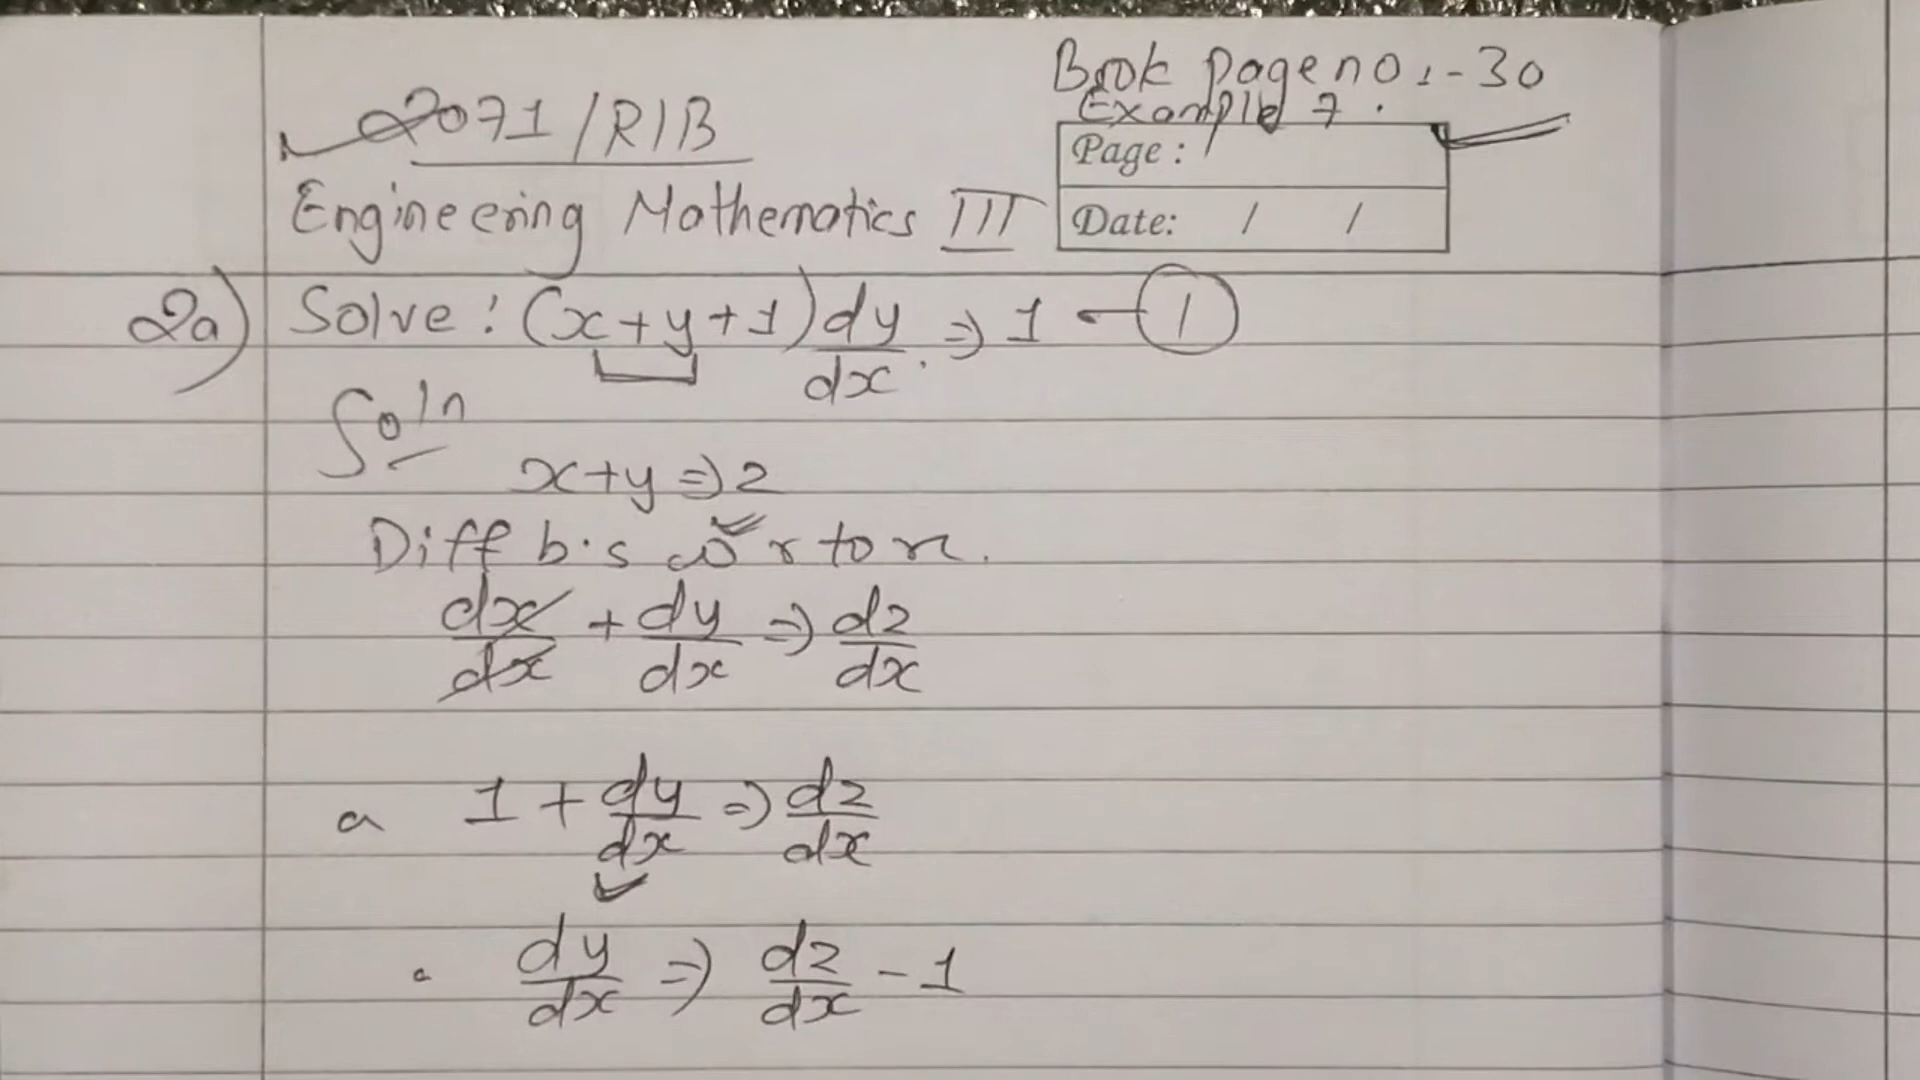 Book Page no :- 30
Example 7.
2071/R/B
Page :
Engineering Mathematics III
Date: / /
2a) Solve : (x+y+1) dy/dx => 1 - (1)
Soln
x+y => z
Diff b.s w r to x.
dx/dx + dy/dx => dz/dx
a 1 + dy/dx => dz/dx
dy/dx => dz/dx - 1